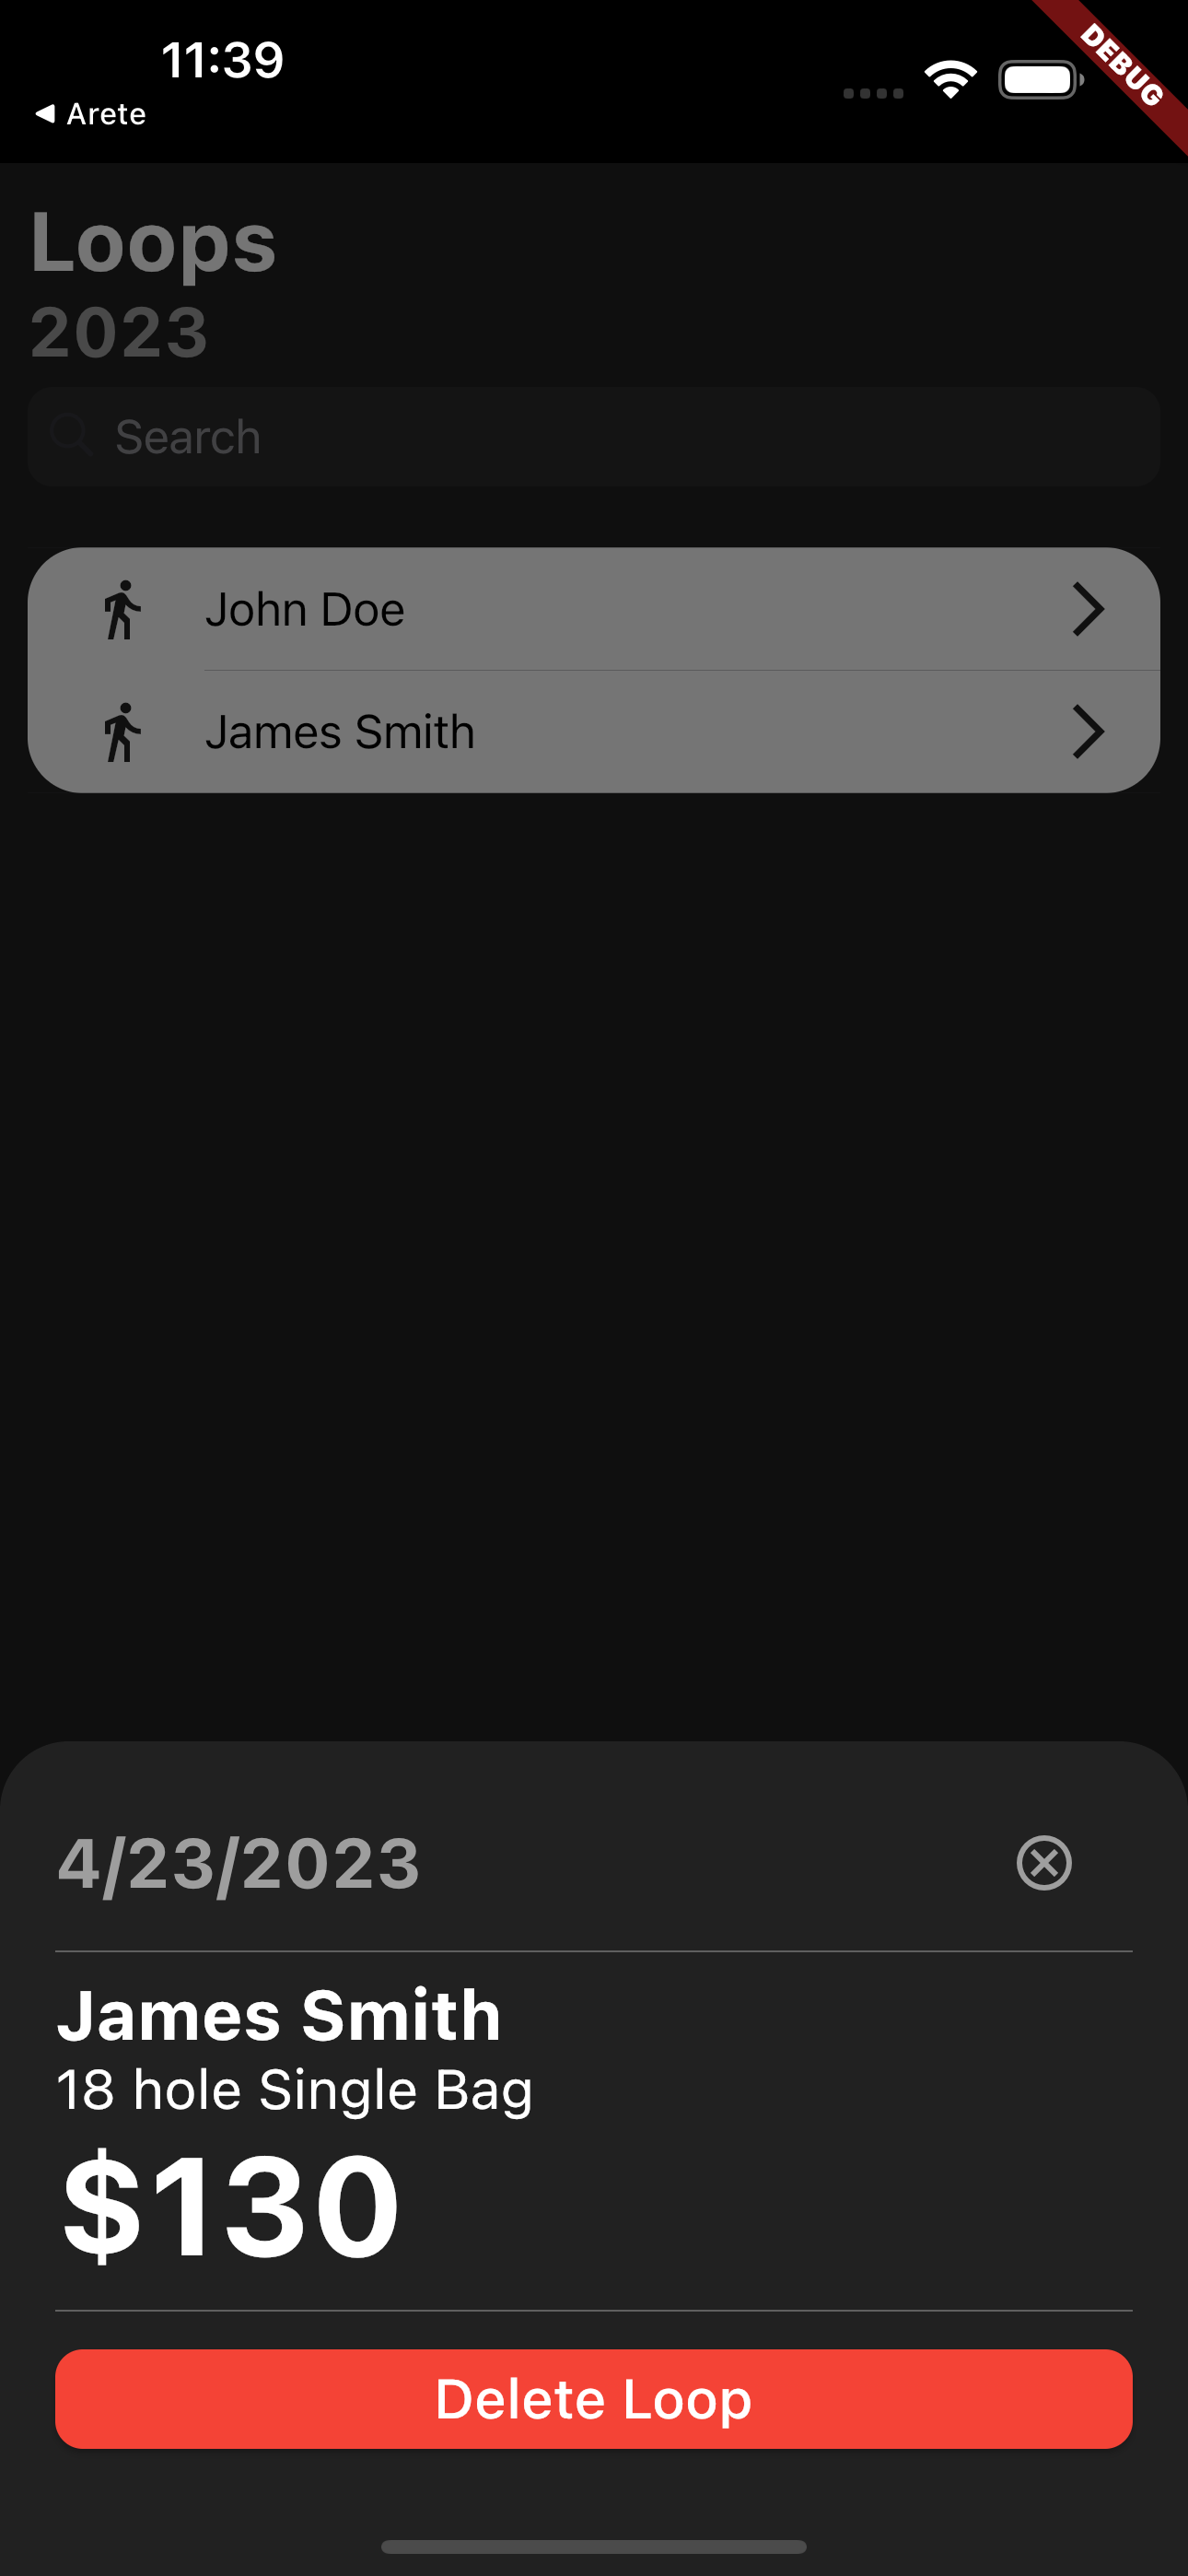 11:39
DEBUG
◀ Arete
Loops
2023
Search
John Doe
James Smith
4/23/2023
James Smith
18 hole Single Bag
$130
Delete Loop